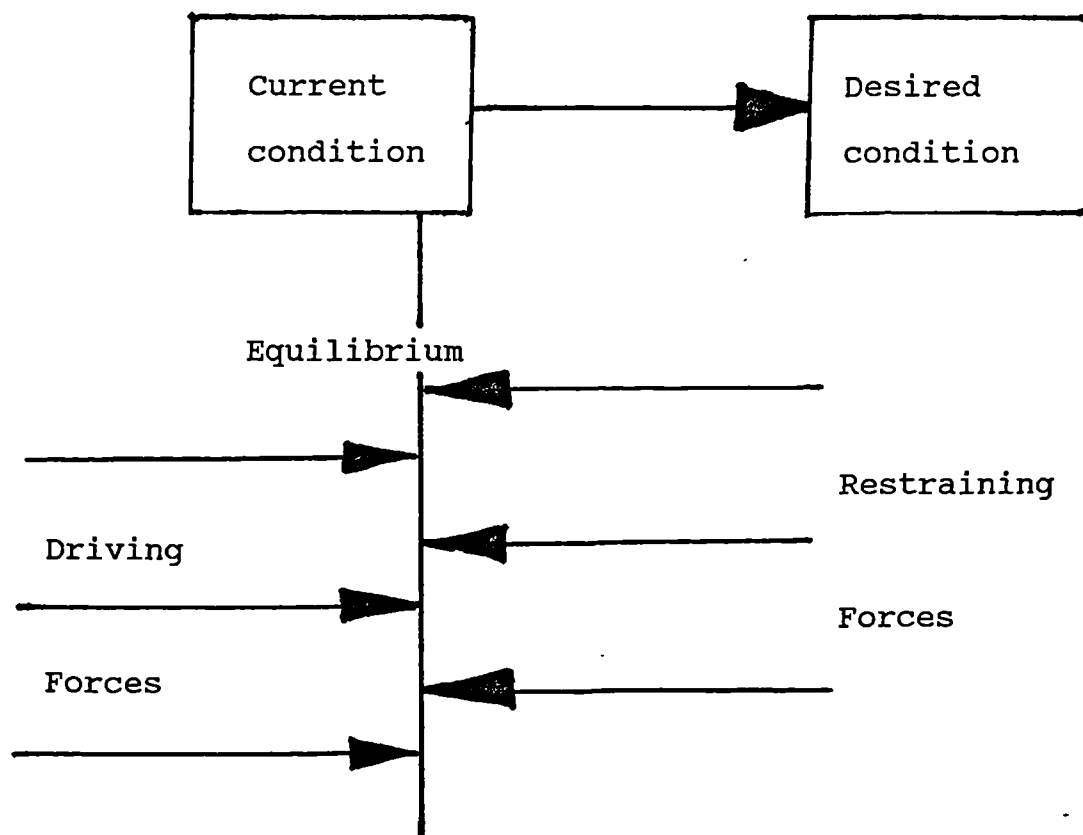 Current
condition
Desired
condition
Equilibrium
Restraining
Driving
Forces
Forces